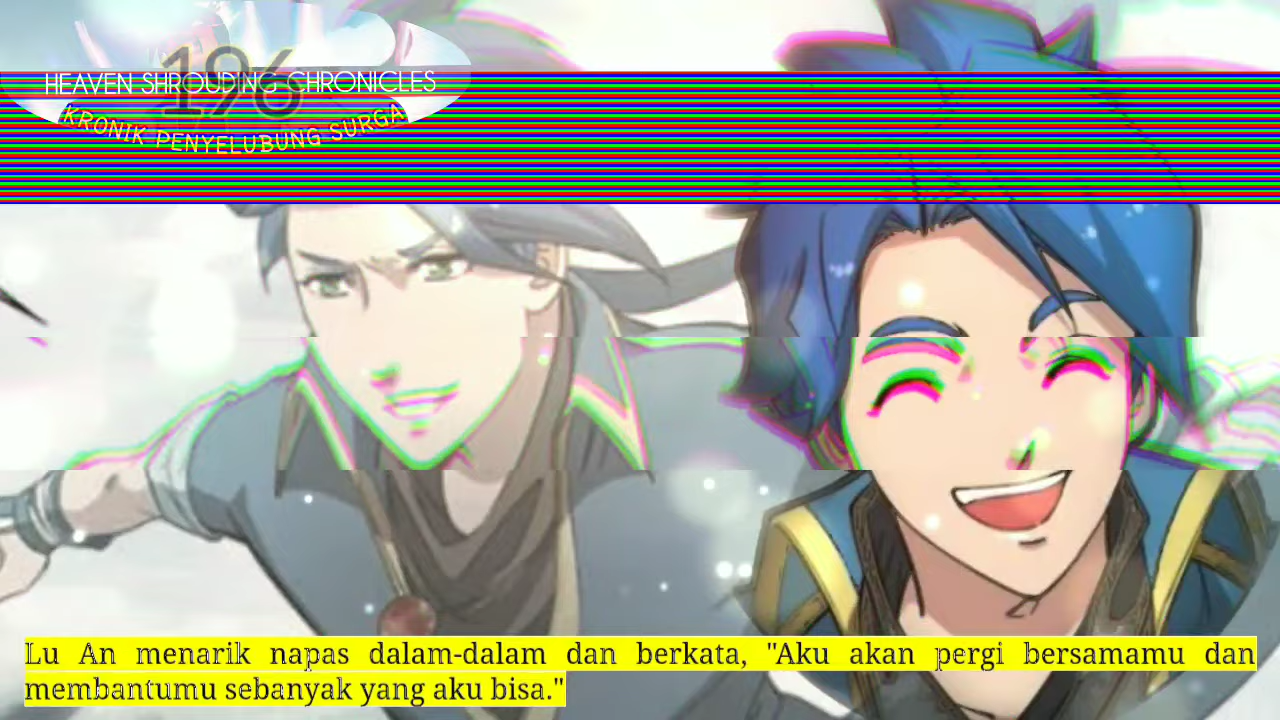 196
HEAVEN SHROUDING CHRONICLES
KRONIK PENYELUBUNG SURGA
Lu An menarik napas dalam-dalam dan berkata, "Aku akan pergi bersamamu dan
membantumu sebanyak yang aku bisa."